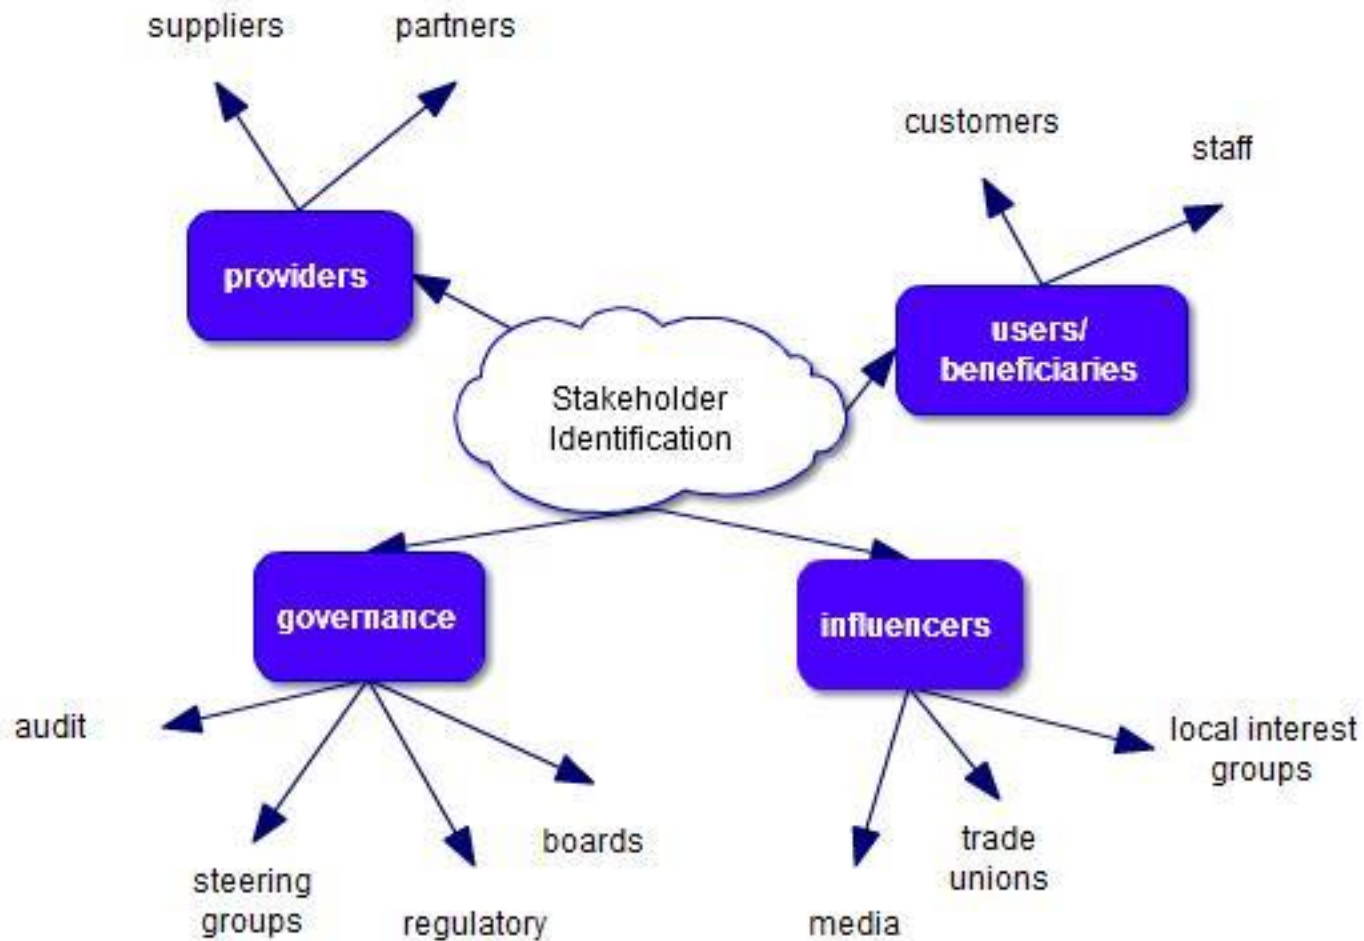 suppliers
partners
customers
staff
providers
users/
beneficiaries
Stakeholder
Identification
governance
influencers
audit
steering
groups
regulatory
boards
media
trade
unions
local interest
groups